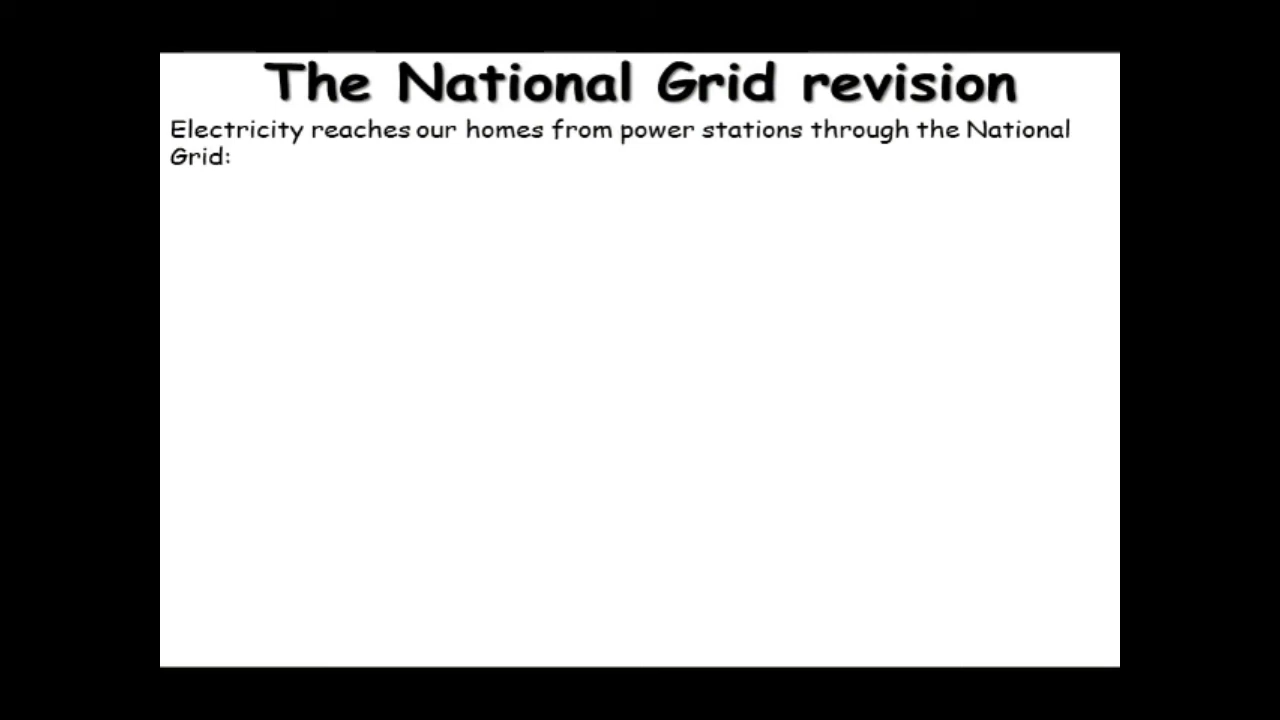 The National Grid revision
Electricity reaches our homes from power stations through the National
Grid: